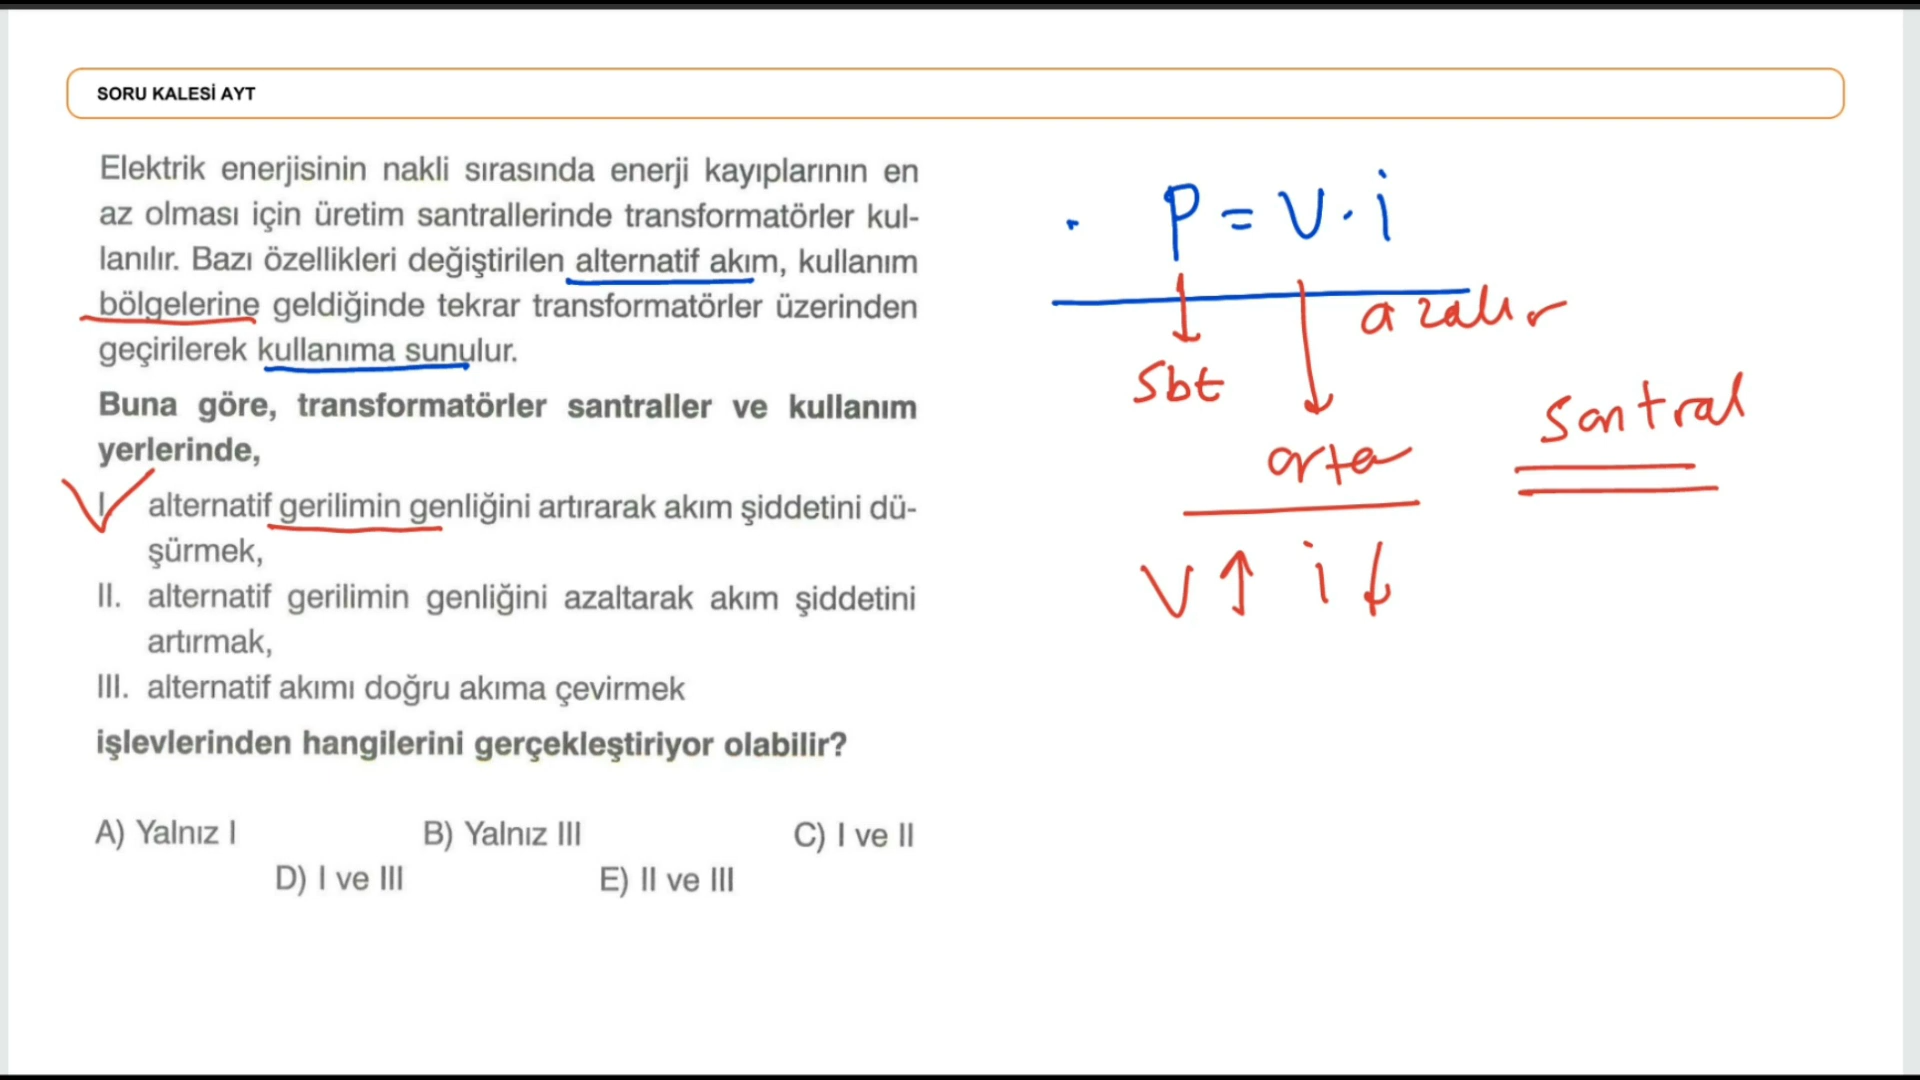 SORU KALESİ AYT
Elektrik enerjisinin nakli sırasında enerji kayıplarının en
az olması için üretim santrallerinde transformatörler kul-
lanılır. Bazı özellikleri değiştirilen alternatif akım, kullanım
bölgelerine geldiğinde tekrar transformatörler üzerinden
geçirilerek kullanıma sunulur.
Buna göre, transformatörler santraller ve kullanım
yerlerinde,
I. alternatif gerilimin genliğini artırarak akım şiddetini dü-
şürmek,
II. alternatif gerilimin genliğini azaltarak akım şiddetini
artırmak,
III. alternatif akımı doğru akıma çevirmek
işlevlerinden hangilerini gerçekleştiriyor olabilir?
A) Yalnız I B) Yalnız III C) I ve II
D) I ve III E) II ve III
P = V · i
azalır
Sbt
artar
Santral
V ↑ i ↓